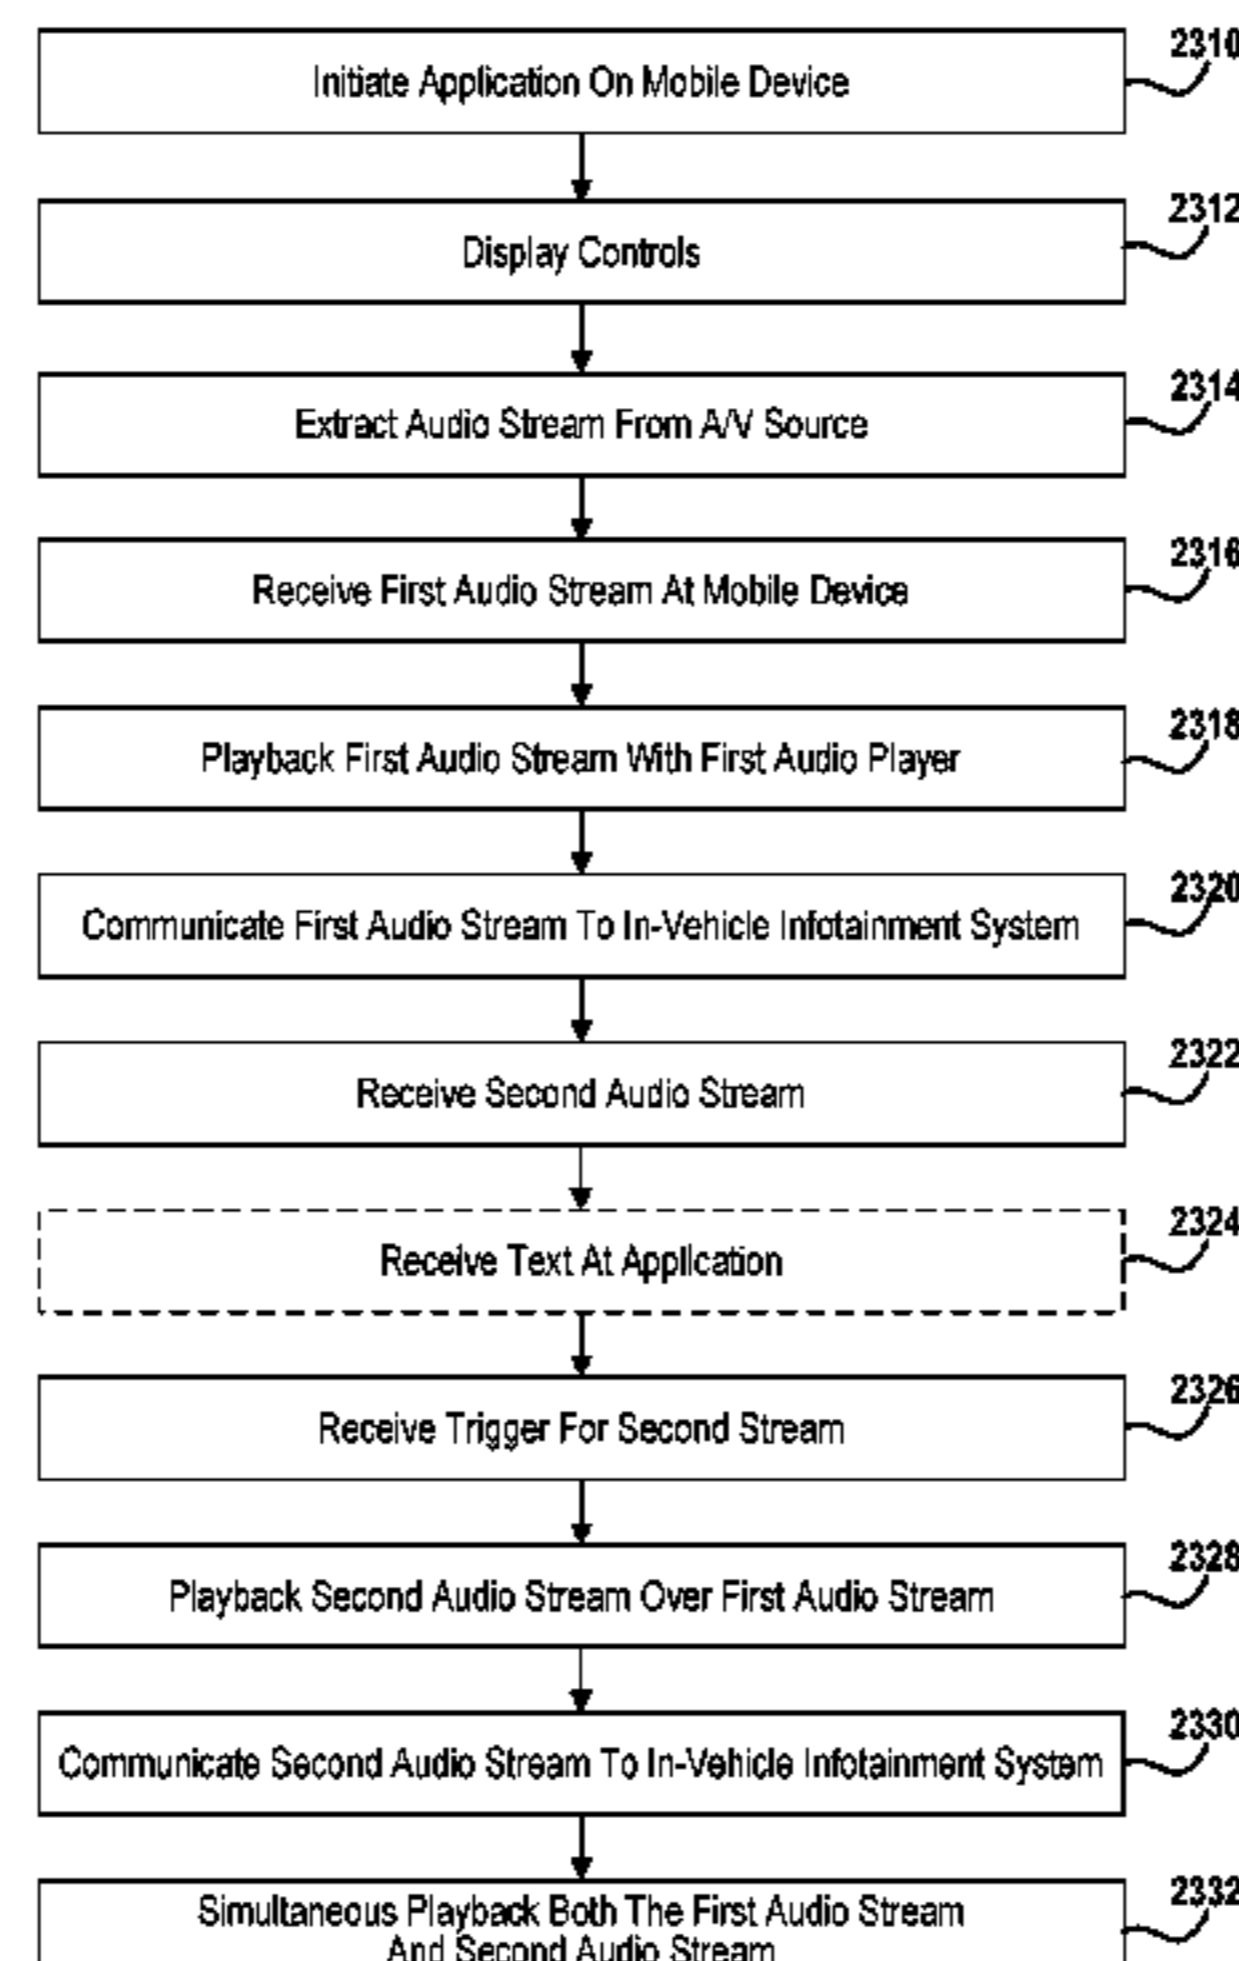 2310
Initiate Application On Mobile Device
2312
Display Controls
2314
Extract Audio Stream From A/V Source
2316
Receive First Audio Stream At Mobile Device
2318
Playback First Audio Stream With First Audio Player
2320
Communicate First Audio Stream To In-Vehicle Infotainment System
2322
Receive Second Audio Stream
2324
Receive Text At Application
2326
Receive Trigger For Second Stream
2328
Playback Second Audio Stream Over First Audio Stream
2330
Communicate Second Audio Stream To In-Vehicle Infotainment System
2332
Simultaneous Playback Both The First Audio Stream
And Second Audio Stream